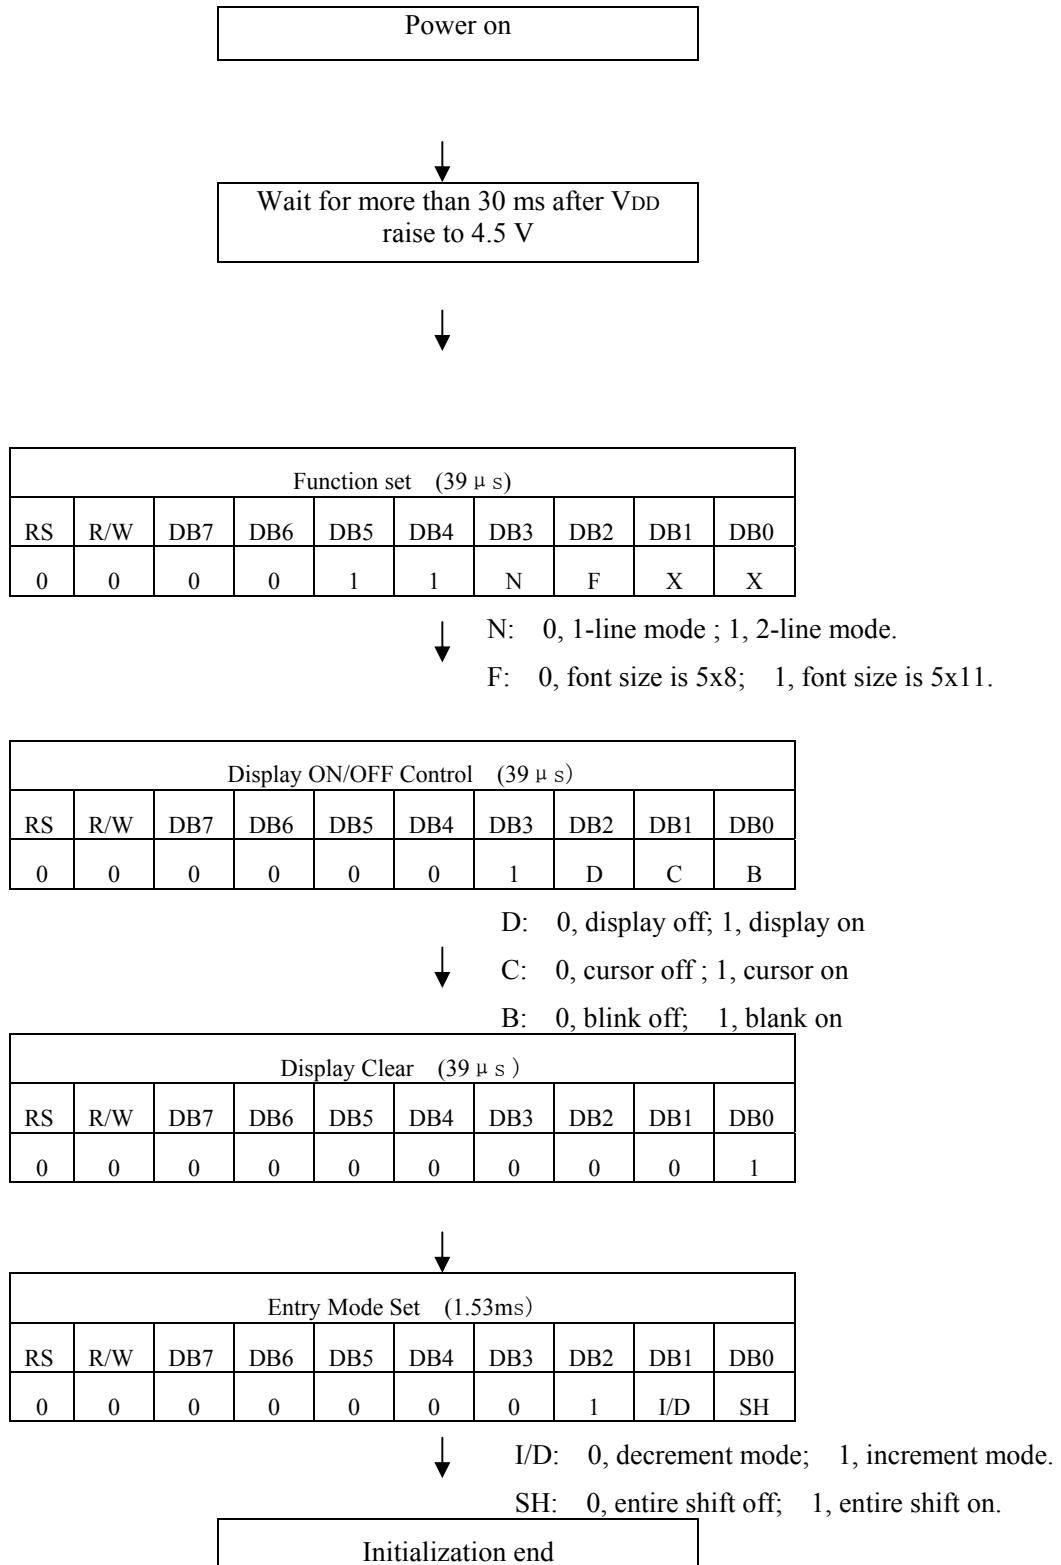 Power on
Wait for more than 30 ms after VDD
raise to 4.5 V
Function set (39μs)
RS R/W DB7 DB6 DB5 DB4 DB3 DB2 DB1 DB0
0 0 0 0 1 1 N F X X
N: 0, 1-line mode ; 1, 2-line mode.
F: 0, font size is 5x8; 1, font size is 5x11.
Display ON/OFF Control (39μs)
RS R/W DB7 DB6 DB5 DB4 DB3 DB2 DB1 DB0
0 0 0 0 0 0 1 D C B
D: 0, display off; 1, display on
C: 0, cursor off ; 1, cursor on
B: 0, blink off; 1, blank on
Display Clear (39μs)
RS R/W DB7 DB6 DB5 DB4 DB3 DB2 DB1 DB0
0 0 0 0 0 0 0 0 0 1
Entry Mode Set (1.53ms)
RS R/W DB7 DB6 DB5 DB4 DB3 DB2 DB1 DB0
0 0 0 0 0 0 0 1 I/D SH
I/D: 0, decrement mode; 1, increment mode.
SH: 0, entire shift off; 1, entire shift on.
Initialization end